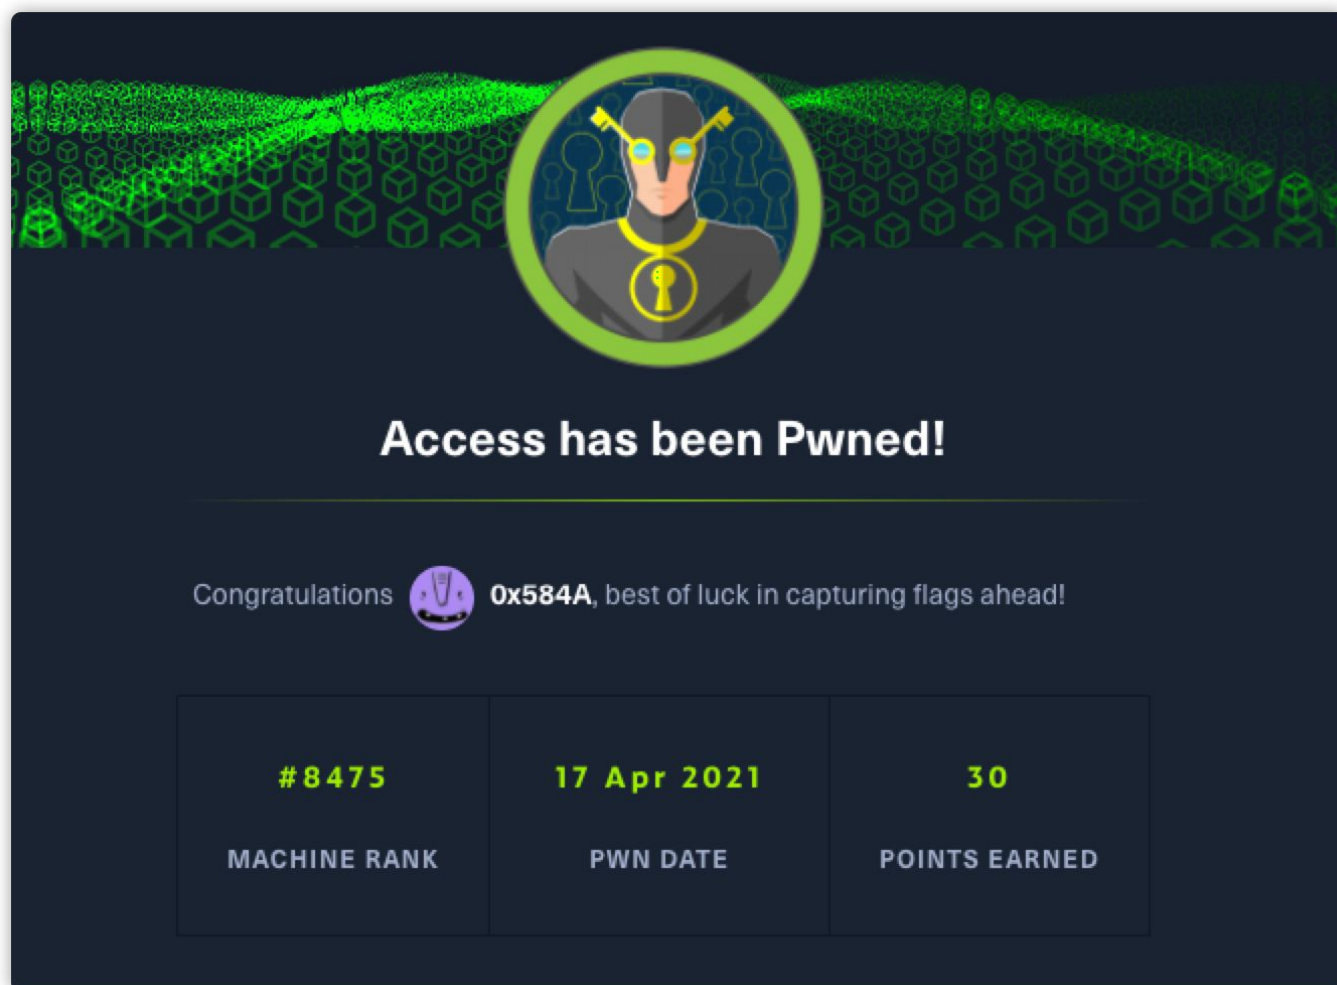 Access has been Pwned!
Congratulations 0x584A, best of luck in capturing flags ahead!
#8475 17 Apr 2021 30
MACHINE RANK PWN DATE POINTS EARNED